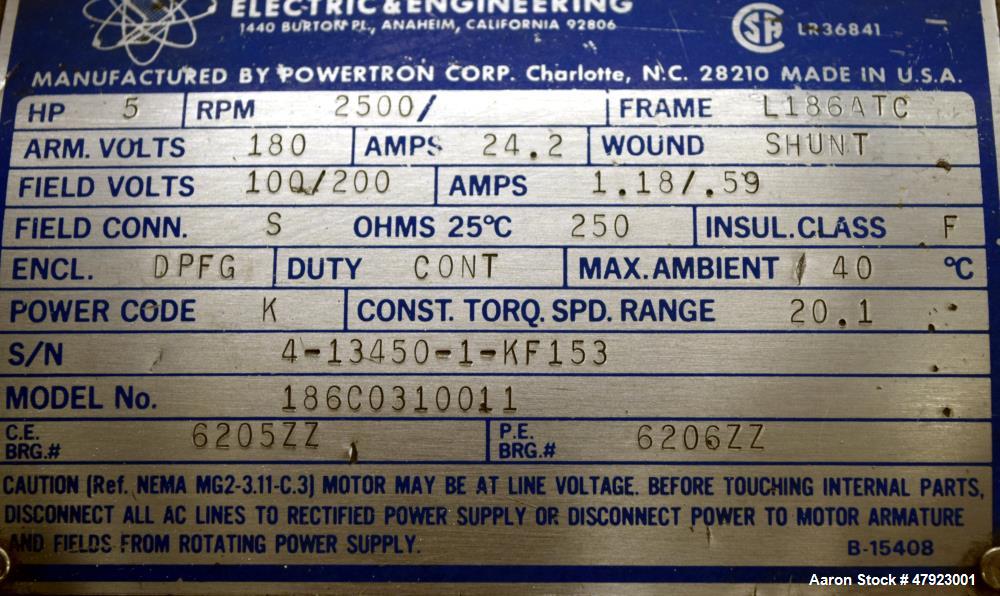 ELECTRIC & ENGINEERING
1440 BURTON PL., ANAHEIM, CALIFORNIA 92806
SA LR36841
MANUFACTURED BY POWERTRON CORP. Charlotte, N.C. 28210 MADE IN U.S.A.
HP 5 RPM 2500/ FRAME L186ATC
ARM. VOLTS 180 AMPS 24.2 WOUND SHUNT
FIELD VOLTS 100/200 AMPS 1.18/.59
FIELD CONN. S OHMS 25°C 250 INSUL.CLASS F
ENCL. DPFG DUTY CONT MAX.AMBIENT 40 °C
POWER CODE K CONST. TORQ. SPD. RANGE 20.1
S/N 4-13450-1-KF153
MODEL No. 186C0310011
C.E. BRG.# 6205ZZ P.E. BRG.# 6206ZZ
CAUTION (Ref. NEMA MG2-3.11-C.3) MOTOR MAY BE AT LINE VOLTAGE. BEFORE TOUCHING INTERNAL PARTS,
DISCONNECT ALL AC LINES TO RECTIFIED POWER SUPPLY OR DISCONNECT POWER TO MOTOR ARMATURE
AND FIELDS FROM ROTATING POWER SUPPLY. B-15408
Aaron Stock # 47923001